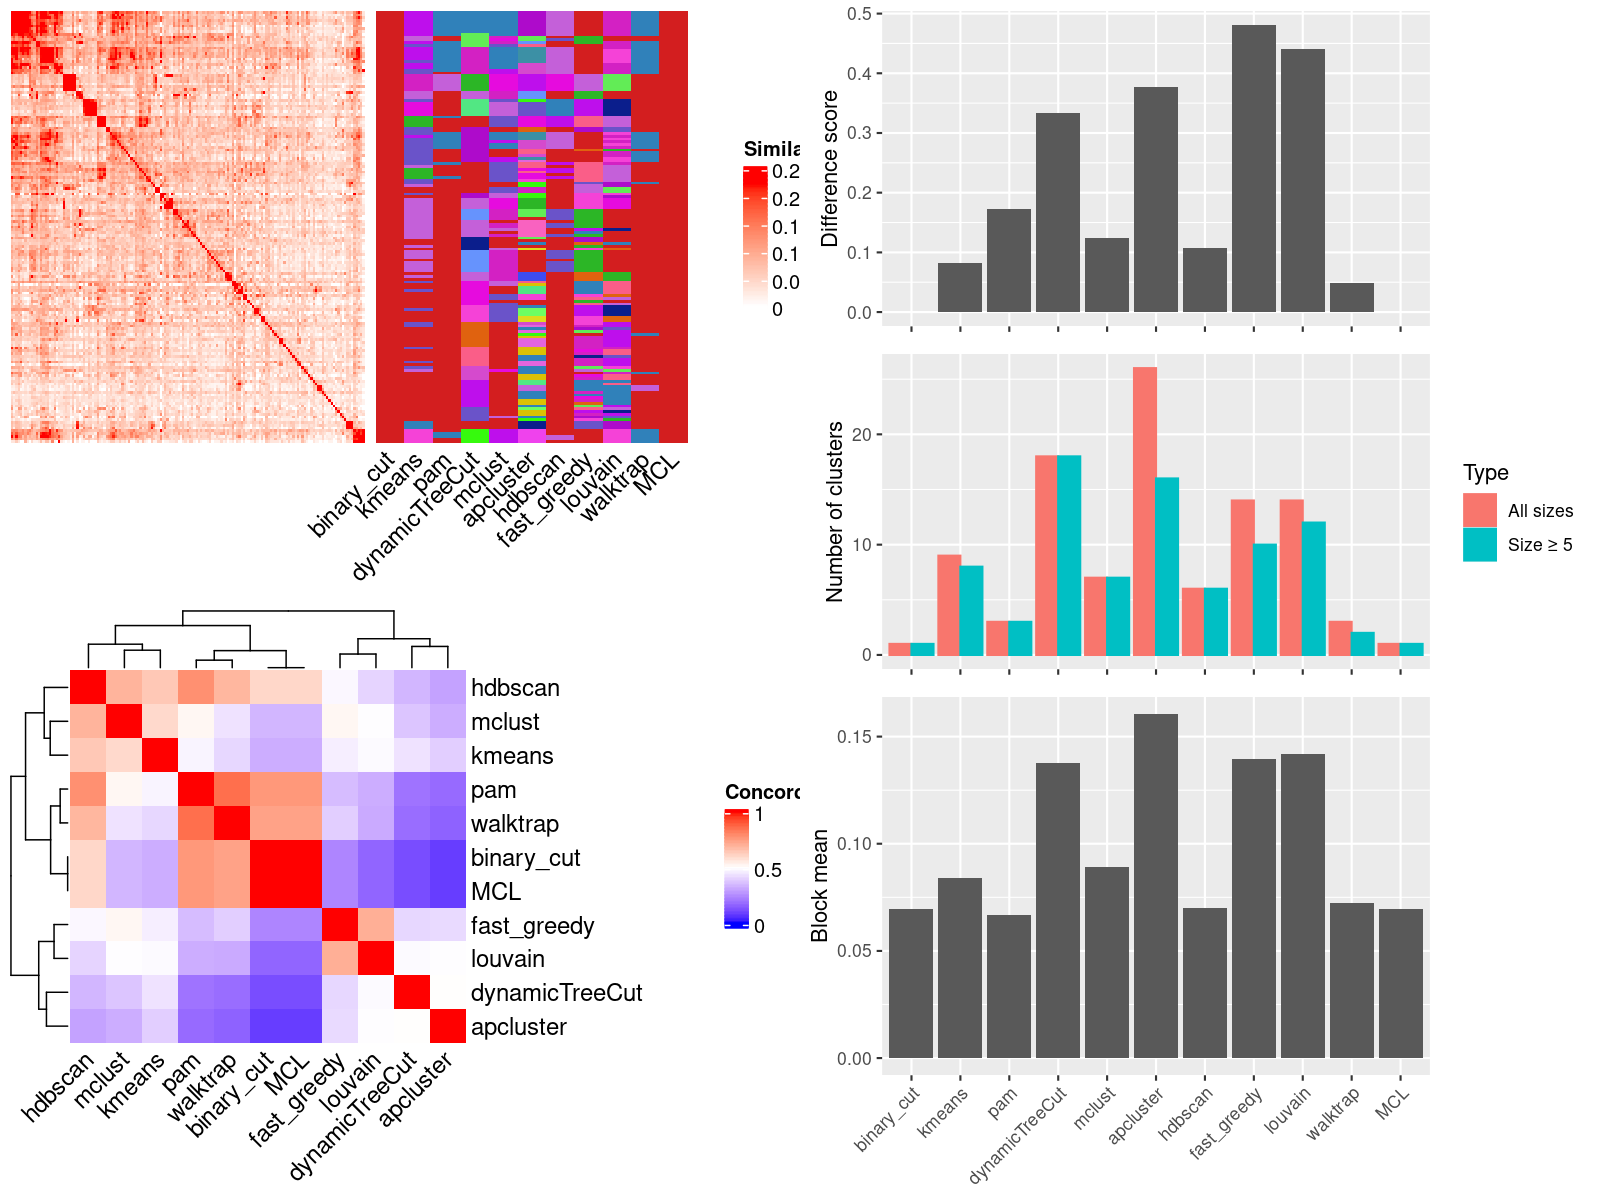 Simila
0.2
0.2
0.1
0.1
0.0
0
binary_cut
kmeans
pam
dynamicTreeCut
mclust
apcluster
hdbscan
fast_greedy
louvain
walktrap
MCL
hdbscan
mclust
kmeans
pam
walktrap
binary_cut
MCL
fast_greedy
louvain
dynamicTreeCut
apcluster
hdbscan
mclust
kmeans
pam
walktrap
binary_cut
MCL
fast_greedy
louvain
dynamicTreeCut
apcluster
Concor
1
0.5
0
Difference score
0.5
0.4
0.3
0.2
0.1
0.0
Number of clusters
20
10
0
Type
All sizes
Size ≥ 5
Block mean
0.15
0.10
0.05
0.00
binary_cut
kmeans
pam
dynamicTreeCut
mclust
apcluster
hdbscan
fast_greedy
louvain
walktrap
MCL